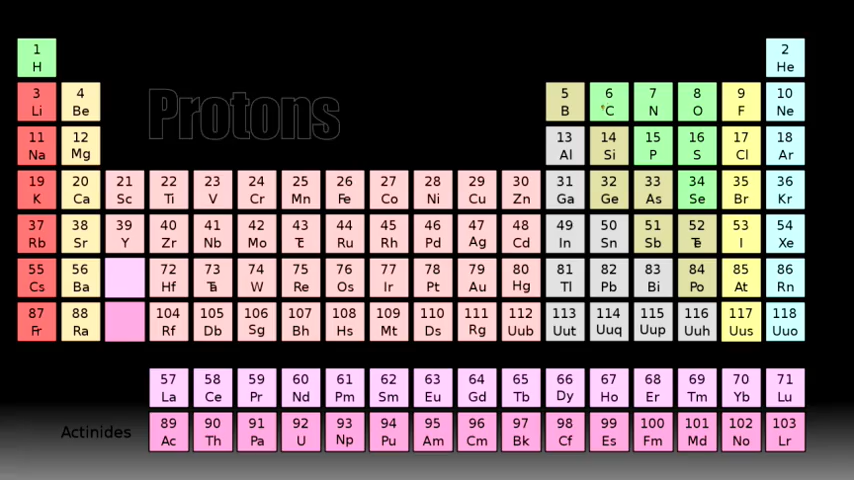 1 2
H He
3 4 5 6 7 8 9 10
Li Be B C N O F Ne
Protons
11 12 13 14 15 16 17 18
Na Mg Al Si P S Cl Ar
19 20 21 22 23 24 25 26 27 28 29 30 31 32 33 34 35 36
K Ca Sc Ti V Cr Mn Fe Co Ni Cu Zn Ga Ge As Se Br Kr
37 38 39 40 41 42 43 44 45 46 47 48 49 50 51 52 53 54
Rb Sr Y Zr Nb Mo Tc Ru Rh Pd Ag Cd In Sn Sb Te I Xe
55 56 72 73 74 75 76 77 78 79 80 81 82 83 84 85 86
Cs Ba Hf Ta W Re Os Ir Pt Au Hg Tl Pb Bi Po At Rn
87 88 104 105 106 107 108 109 110 111 112 113 114 115 116 117 118
Fr Ra Rf Db Sg Bh Hs Mt Ds Rg Uub Uut Uuq Uup Uuh Uus Uuo
57 58 59 60 61 62 63 64 65 66 67 68 69 70 71
La Ce Pr Nd Pm Sm Eu Gd Tb Dy Ho Er Tm Yb Lu
89 90 91 92 93 94 95 96 97 98 99 100 101 102 103
Actinides Ac Th Pa U Np Pu Am Cm Bk Cf Es Fm Md No Lr